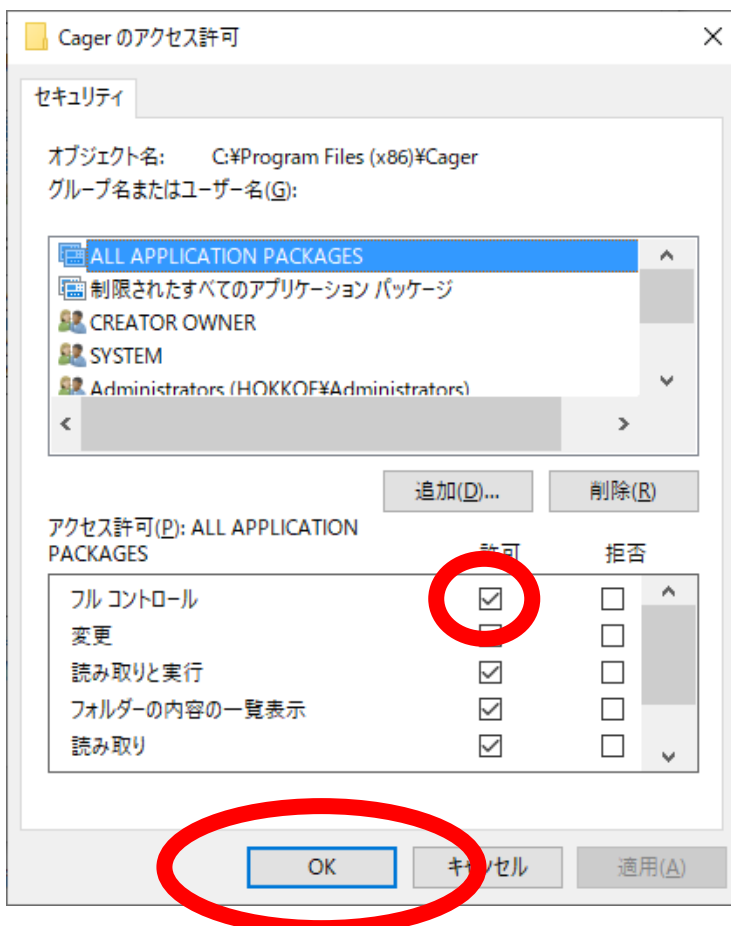 Cager のアクセス許可
セキュリティ
オブジェクト名: C:¥Program Files (x86)¥Cager
グループ名またはユーザー名(G):
ALL APPLICATION PACKAGES
制限されたすべてのアプリケーション パッケージ
CREATOR OWNER
SYSTEM
Administrators (HOKKOF¥Administrators)
追加(D)... 削除(R)
アクセス許可(P): ALL APPLICATION
PACKAGES 許可 拒否
フル コントロール
変更
読み取りと実行
フォルダーの内容の一覧表示
読み取り
OK キャンセル 適用(A)